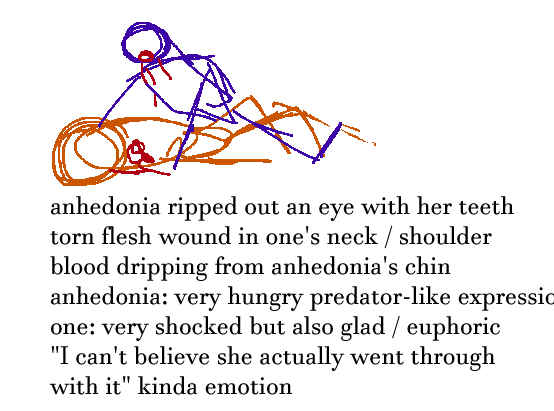 anhedonia ripped out an eye with her teeth
torn flesh wound in one's neck / shoulder
blood dripping from anhedonia's chin
anhedonia: very hungry predator-like expressio
one: very shocked but also glad / euphoric
"I can't believe she actually went through
with it" kinda emotion